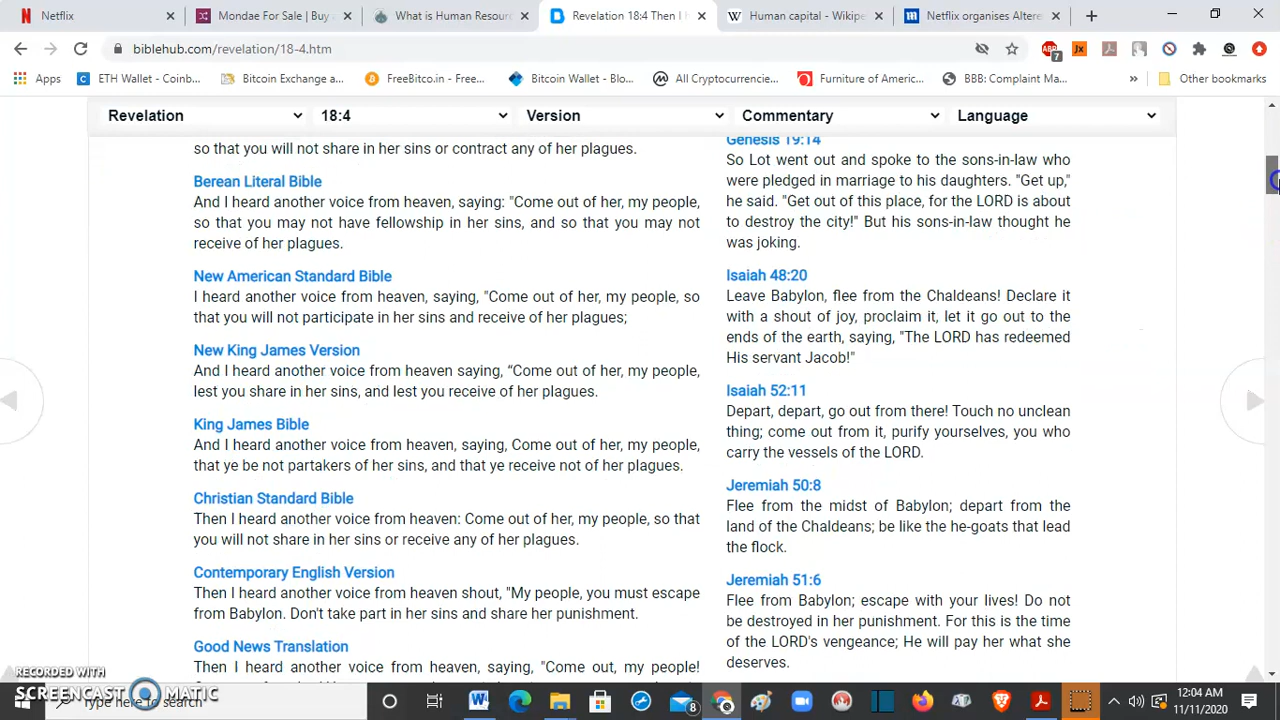 Netflix
Mondae For Sale | Buy
What is Human Resour
Revelation 18:4 Then I
Human capital - Wikipe
Netflix organises Altere
biblehub.com/revelation/18-4.htm
7
Apps
ETH Wallet - Coinb...
Bitcoin Exchange a...
FreeBitco.in - Free...
Bitcoin Wallet - Blo...
All Cryptocurrencie...
Furniture of Americ...
BBB: Complaint Ma...
Other bookmarks
Revelation
18:4
Version
Commentary
Language
so that you will not share in her sins or contract any of her plagues.
Berean Literal Bible
And I heard another voice from heaven, saying: "Come out of her, my people,
so that you may not have fellowship in her sins, and so that you may not
receive of her plagues.
New American Standard Bible
I heard another voice from heaven, saying, "Come out of her, my people, so
that you will not participate in her sins and receive of her plagues;
New King James Version
And I heard another voice from heaven saying, “Come out of her, my people,
lest you share in her sins, and lest you receive of her plagues.
King James Bible
And I heard another voice from heaven, saying, Come out of her, my people,
that ye be not partakers of her sins, and that ye receive not of her plagues.
Christian Standard Bible
Then I heard another voice from heaven: Come out of her, my people, so that
you will not share in her sins or receive any of her plagues.
Contemporary English Version
Then I heard another voice from heaven shout, "My people, you must escape
from Babylon. Don't take part in her sins and share her punishment.
Good News Translation
Then I heard another voice from heaven, saying, "Come out, my people!
Genesis 19:14
So Lot went out and spoke to the sons-in-law who
were pledged in marriage to his daughters. "Get up,"
he said. "Get out of this place, for the LORD is about
to destroy the city!" But his sons-in-law thought he
was joking.
Isaiah 48:20
Leave Babylon, flee from the Chaldeans! Declare it
with a shout of joy, proclaim it, let it go out to the
ends of the earth, saying, "The LORD has redeemed
His servant Jacob!"
Isaiah 52:11
Depart, depart, go out from there! Touch no unclean
thing; come out from it, purify yourselves, you who
carry the vessels of the LORD.
Jeremiah 50:8
Flee from the midst of Babylon; depart from the
land of the Chaldeans; be like the he-goats that lead
the flock.
Jeremiah 51:6
Flee from Babylon; escape with your lives! Do not
be destroyed in her punishment. For this is the time
of the LORD's vengeance; He will pay her what she
deserves.
RECORDED WITH
SCREENCAST MATIC
Type here to search
8
12:04 AM
11/11/2020